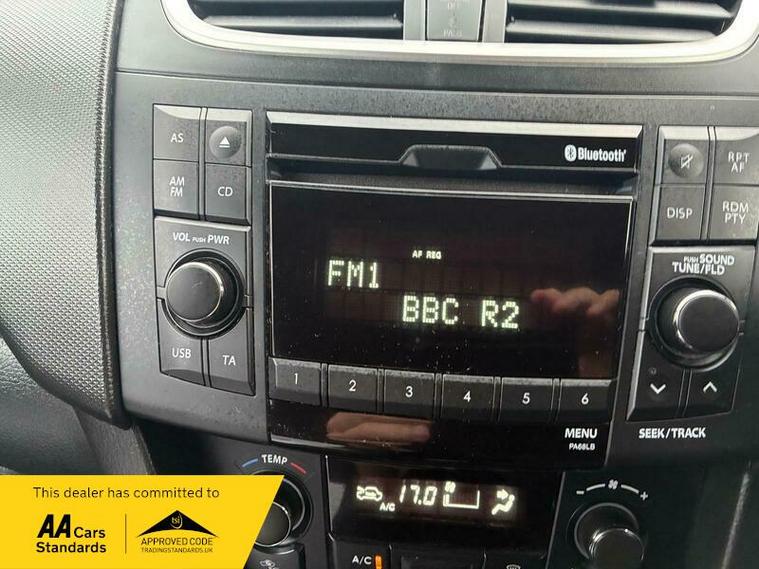 AS
AM
FM
CD
Bluetooth
RPT
AF
DISP
RDM
PTY
VOL PUSH PWR
USB
TA
AF REG
FM1
BBC R2
PUSH SOUND
TUNE/FLD
1 2 3 4 5 6
MENU
PA66LB
SEEK/TRACK
TEMP
A/C 17.0
- +
A/C
This dealer has committed to
AA Cars
Standards
tsi
APPROVED CODE
TRADINGSTANDARDS.UK